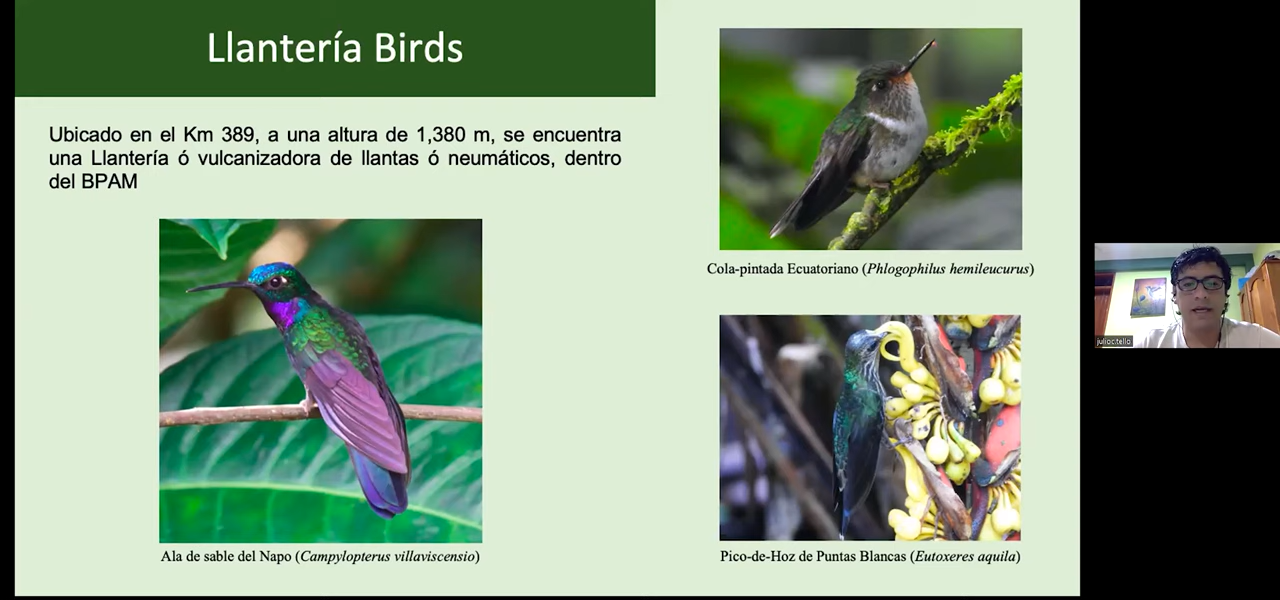 Llantería Birds
Ubicado en el Km 389, a una altura de 1,380 m, se encuentra
una Llantería ó vulcanizadora de llantas ó neumáticos, dentro
del BPAM
Ala de sable del Napo (Campylopterus villaviscensio)
Cola-pintada Ecuatoriano (Phlogophilus hemileucurus)
Pico-de-Hoz de Puntas Blancas (Eutoxeres aquila)
julioc.tello